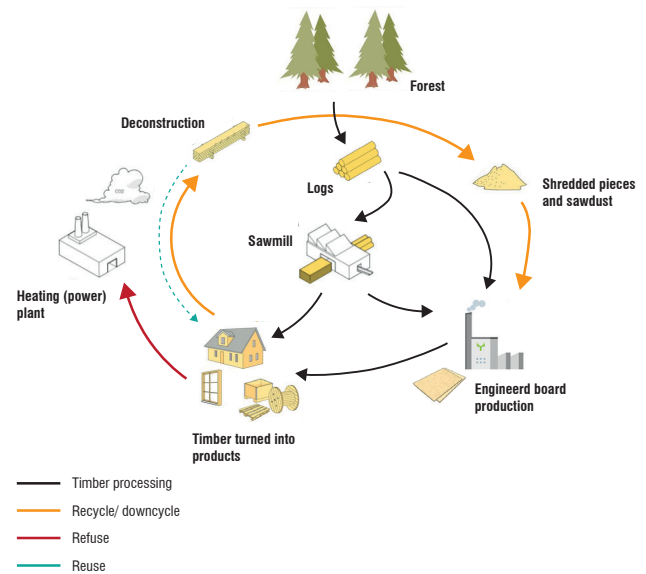 Forest
Deconstruction
Logs
Shredded pieces
and sawdust
Sawmill
Heating (power)
plant
Engineerd board
production
Timber turned into
products
Timber processing
Recycle/ downcycle
Refuse
Reuse